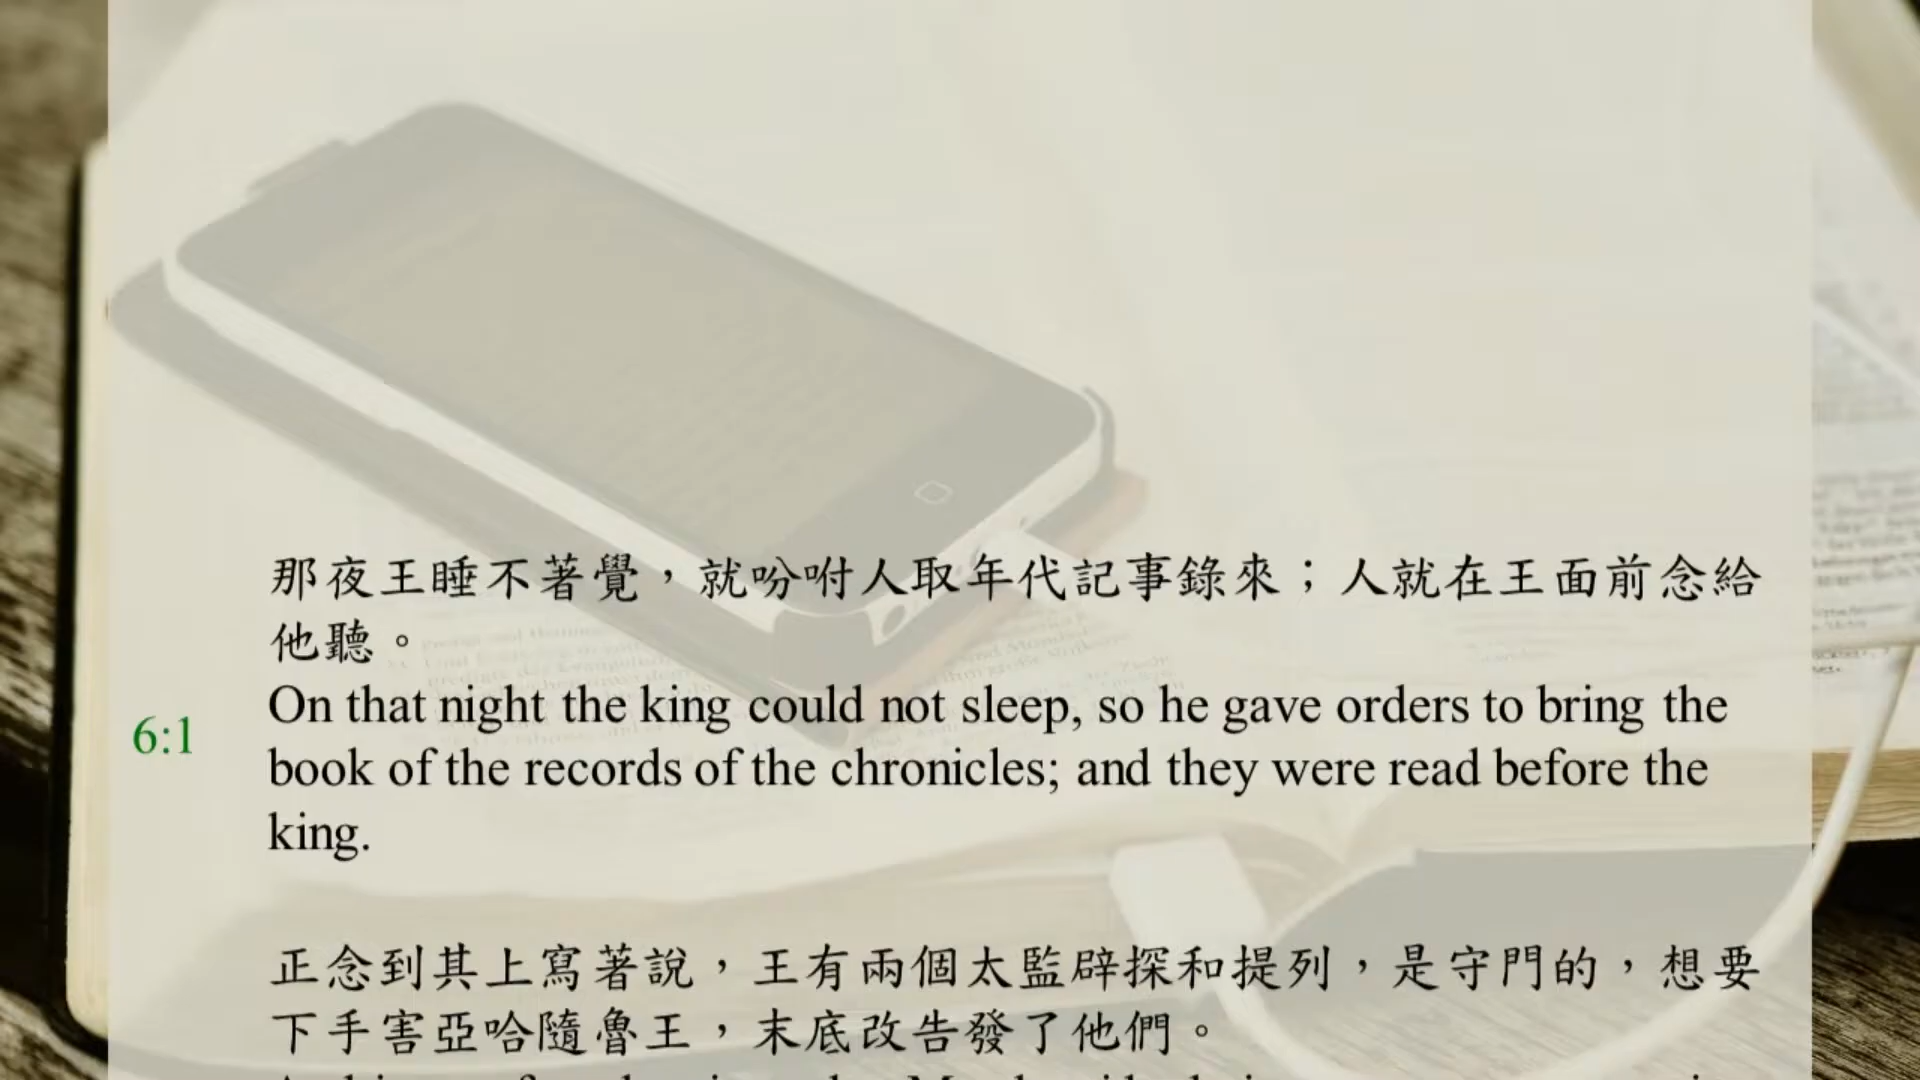 那夜王睡不著覺，就吩咐人取年代記事錄來；人就在王面前念給
他聽。
6:1
On that night the king could not sleep, so he gave orders to bring the
book of the records of the chronicles; and they were read before the
king.
正念到其上寫著說，王有兩個太監辟探和提列，是守門的，想要
下手害亞哈隨魯王，末底改告發了他們。